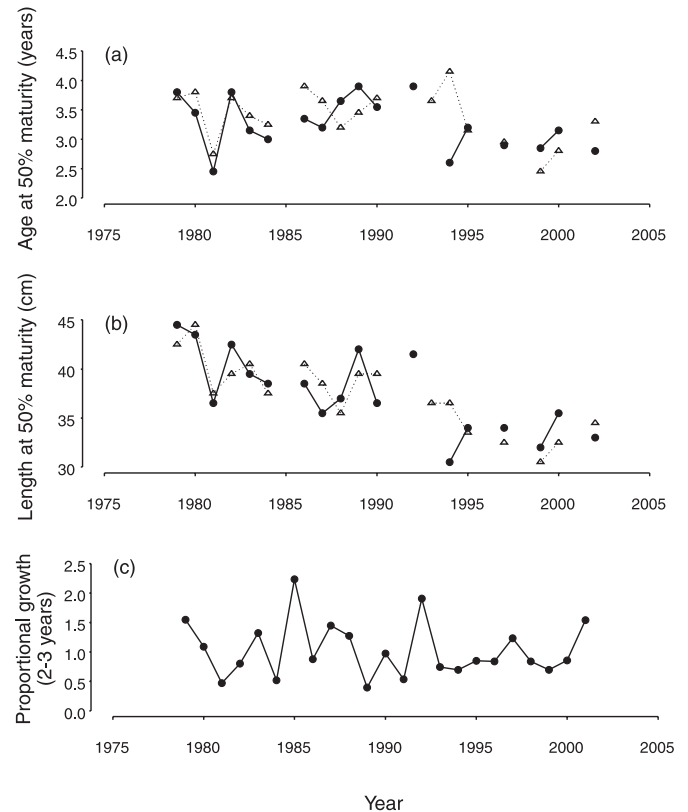 (a)
Age at 50% maturity (years)
4.5
4.0
3.5
3.0
2.5
2.0
1975 1980 1985 1990 1995 2000 2005
(b)
Length at 50% maturity (cm)
45
40
35
30
1975 1980 1985 1990 1995 2000 2005
(c)
Proportional growth
(2-3 years)
2.5
2.0
1.5
1.0
0.5
0.0
1975 1980 1985 1990 1995 2000 2005
Year